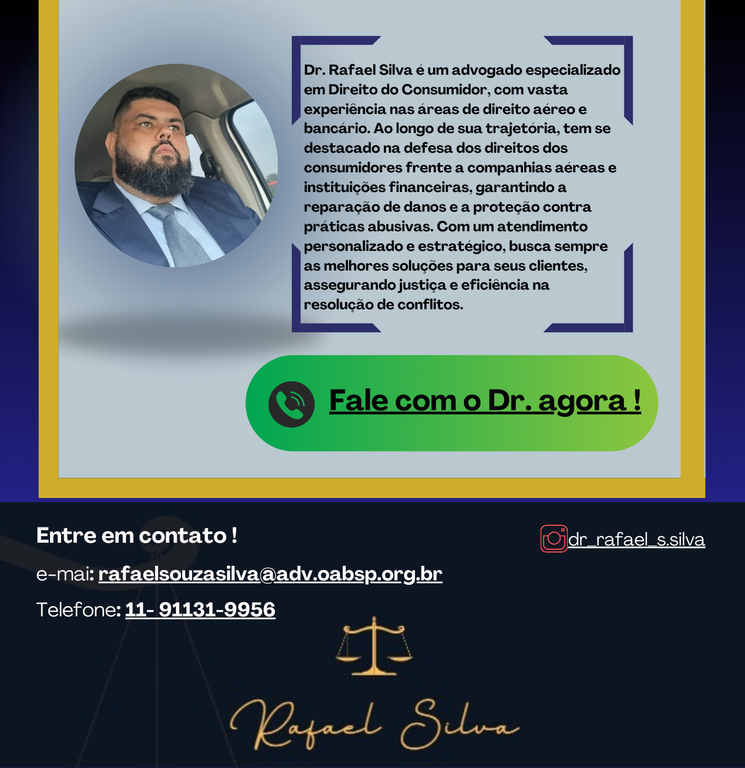 Dr. Rafael Silva é um advogado especializado
em Direito do Consumidor, com vasta
experiência nas áreas de direito aéreo e
bancário. Ao longo de sua trajetória, tem se
destacado na defesa dos direitos dos
consumidores frente a companhias aéreas e
instituições financeiras, garantindo a
reparação de danos e a proteção contra
práticas abusivas. Com um atendimento
personalizado e estratégico, busca sempre
as melhores soluções para seus clientes,
assegurando justiça e eficiência na
resolução de conflitos.
Fale com o Dr. agora !
Entre em contato !
dr_rafael_s.silva
e-mai: rafaelsouzasilva@adv.oabsp.org.br
Telefone: 11- 91131-9956
Rafael Silva